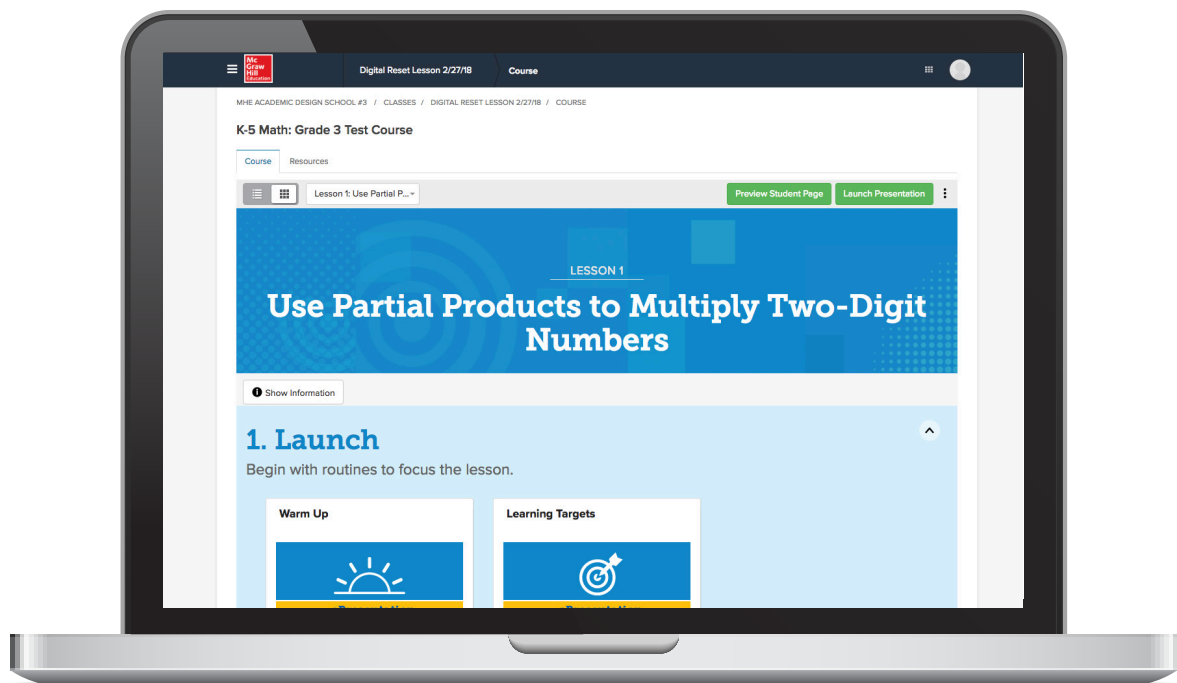 Mc
Graw
Hill
Education
Digital Reset Lesson 2/27/18
Course
MHE ACADEMIC DESIGN SCHOOL #3 / CLASSES / DIGITAL RESET LESSON 2/27/18 / COURSE
K-5 Math: Grade 3 Test Course
Course Resources
Lesson 1: Use Partial P...
Preview Student Page
Launch Presentation
LESSON 1
Use Partial Products to Multiply Two-Digit
Numbers
Show Information
1. Launch
Begin with routines to focus the lesson.
Warm Up
Learning Targets
Presentation
Presentation